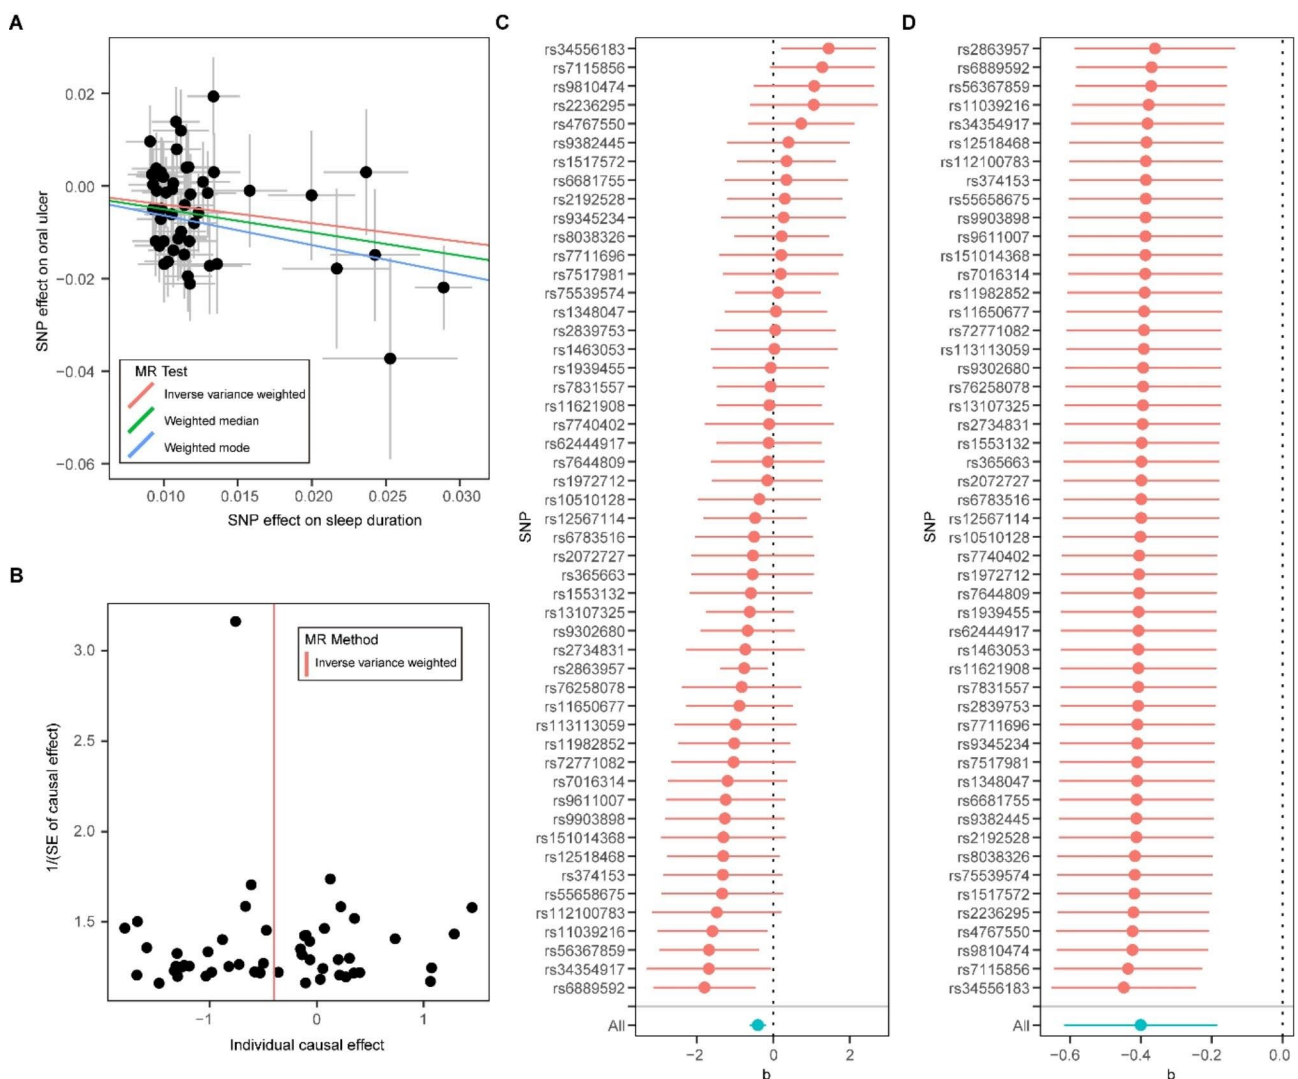 A
SNP effect on oral ulcer
0.02
0.00
−0.02
−0.04
−0.06
MR Test
Inverse variance weighted
Weighted median
Weighted mode
0.010
0.015
0.020
0.025
0.030
SNP effect on sleep duration
B
1/(SE of causal effect)
3.0
2.5
2.0
1.5
MR Method
Inverse variance weighted
−1
0
1
Individual causal effect
C
SNP
rs34556183
rs7115856
rs9810474
rs2236295
rs4767550
rs9382445
rs1517572
rs6681755
rs2192528
rs9345234
rs8038326
rs7711696
rs7517981
rs75539574
rs1348047
rs2839753
rs1463053
rs1939455
rs7831557
rs11621908
rs7740402
rs62444917
rs7644809
rs1972712
rs10510128
rs12567114
rs6783516
rs2072727
rs365663
rs1553132
rs13107325
rs9302680
rs2734831
rs2863957
rs76258078
rs11650677
rs113113059
rs11982852
rs72771082
rs7016314
rs9611007
rs9903898
rs151014368
rs12518468
rs374153
rs55658675
rs112100783
rs11039216
rs56367859
rs34354917
rs6889592
All
−2
0
2
b
D
SNP
rs2863957
rs6889592
rs56367859
rs11039216
rs34354917
rs12518468
rs112100783
rs374153
rs55658675
rs9903898
rs9611007
rs151014368
rs7016314
rs11982852
rs11650677
rs72771082
rs113113059
rs9302680
rs76258078
rs13107325
rs2734831
rs1553132
rs365663
rs2072727
rs6783516
rs12567114
rs10510128
rs7740402
rs1972712
rs7644809
rs1939455
rs62444917
rs1463053
rs11621908
rs7831557
rs2839753
rs7711696
rs9345234
rs7517981
rs1348047
rs6681755
rs9382445
rs2192528
rs8038326
rs75539574
rs1517572
rs2236295
rs4767550
rs9810474
rs7115856
rs34556183
All
−0.6
−0.4
−0.2
0.0
b